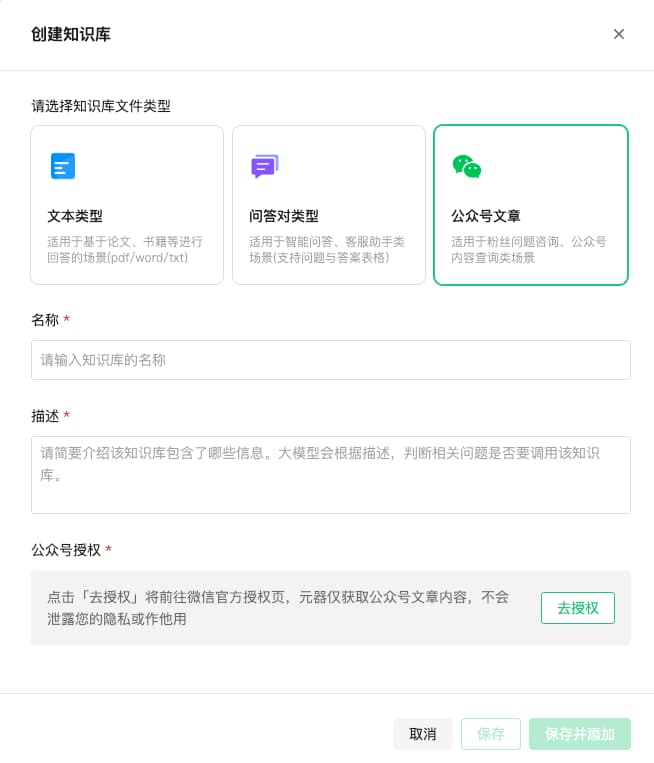 创建知识库
请选择知识库文件类型
文本类型
适用于基于论文、书籍等进行
回答的场景(pdf/word/txt)
问答对类型
适用于智能问答、客服助手类
场景(支持问题与答案表格)
公众号文章
适用于粉丝问题咨询、公众号
内容查询类场景
名称 *
请输入知识库的名称
描述 *
请简要介绍该知识库包含了哪些信息。大模型会根据描述，判断相关问题是否要调用该知识
库。
公众号授权 *
点击「去授权」将前往微信官方授权页，元器仅获取公众号文章内容，不会
泄露您的隐私或作他用
去授权
取消
保存
保存并添加